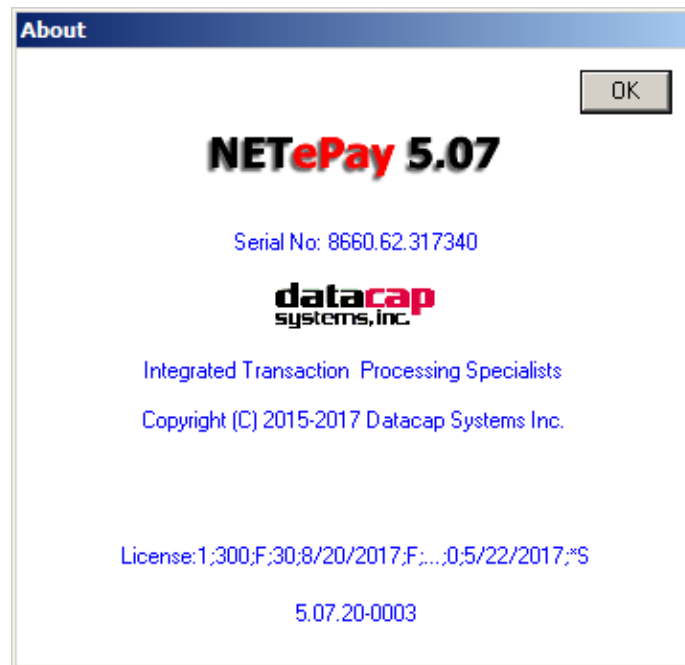 About
OK
NETePay 5.07
Serial No: 8660.62.317340
datacap
systems, inc.
Integrated Transaction Processing Specialists
Copyright (C) 2015-2017 Datacap Systems Inc.
License:1;300;F;30;8/20/2017;F;...;0;5/22/2017;*S
5.07.20-0003